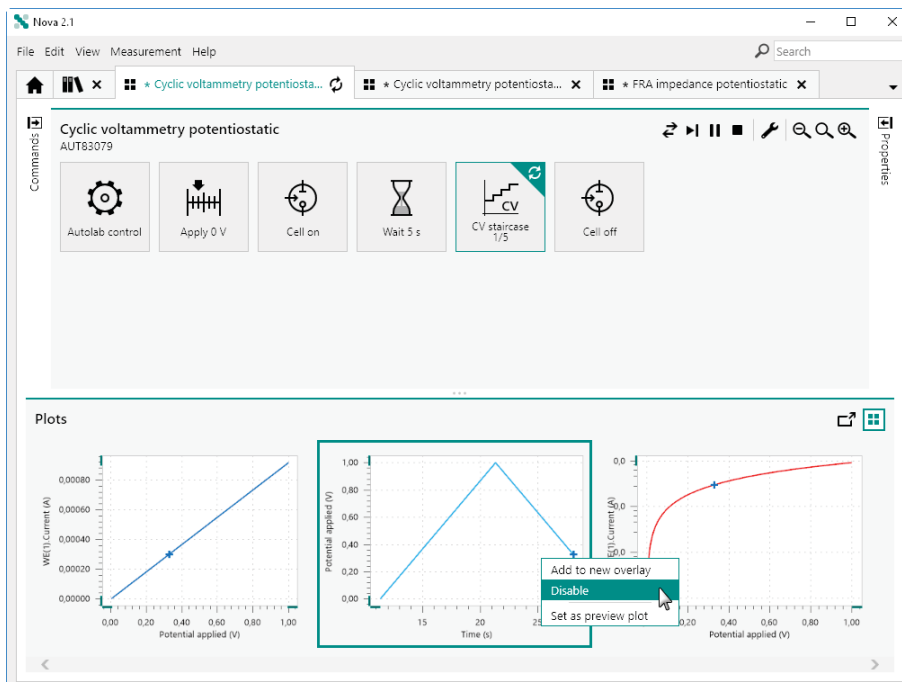 Nova 2.1
File Edit View Measurement Help
Search
* Cyclic voltammetry potentiosta...
* Cyclic voltammetry potentiosta...
* FRA impedance potentiostatic
Commands
Cyclic voltammetry potentiostatic
AUT83079
Properties
Autolab control
Apply 0 V
Cell on
Wait 5 s
CV
CV staircase
1/5
Cell off
Plots
WE(1).Current (A)
0,00080
0,00060
0,00040
0,00020
0,00000
0,00 0,20 0,40 0,60 0,80 1,00
Potential applied (V)
Potential applied (V)
1,00
0,80
0,60
0,40
0,20
0,00
15 20 25
Time (s)
WE(1).Current (A)
0,0
0,0
0,0
0,20 0,40 0,60 0,80 1,00
Potential applied (V)
Add to new overlay
Disable
Set as preview plot